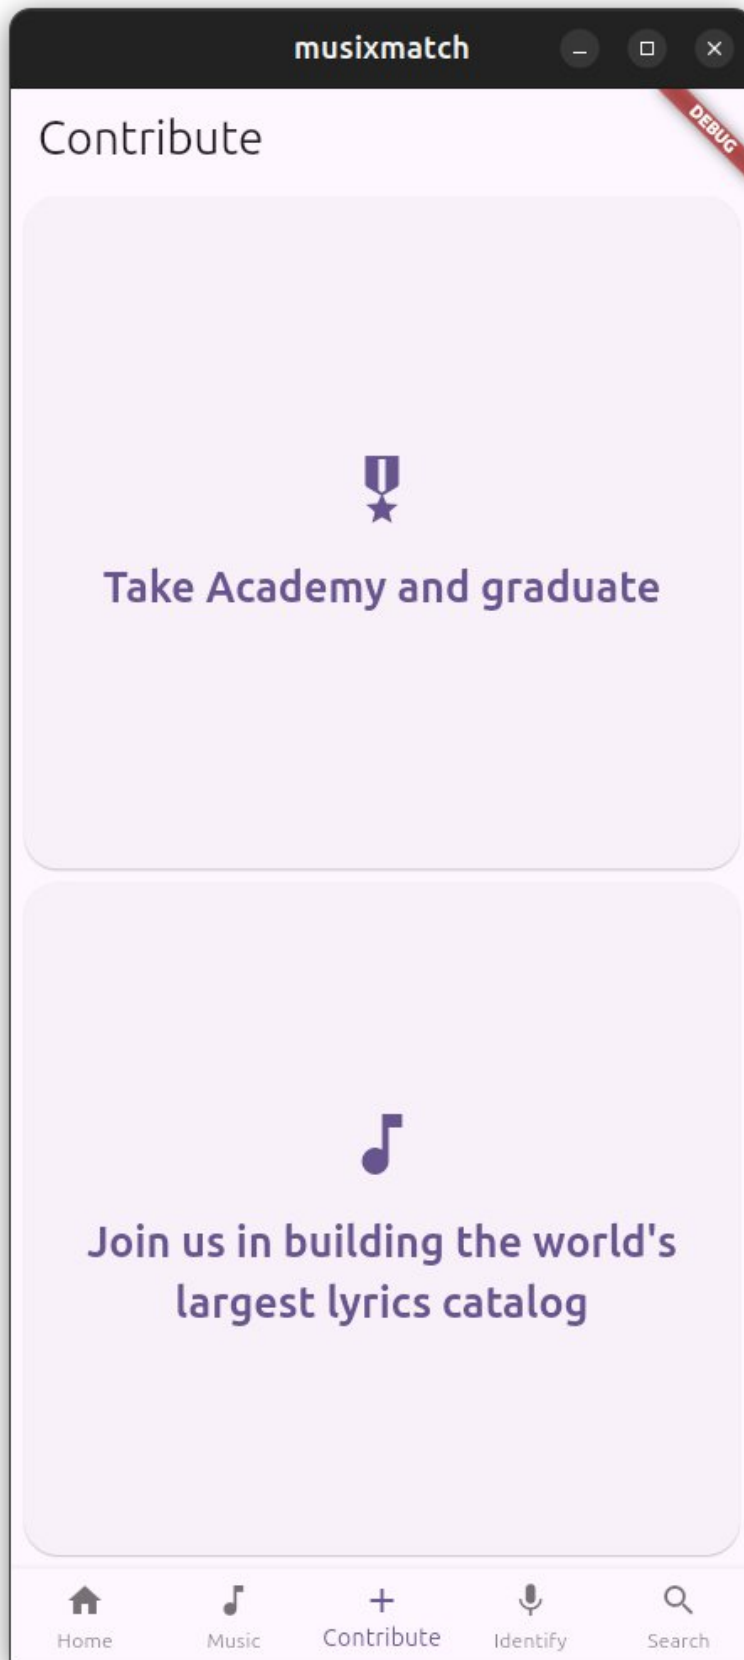 musixmatch
Contribute
DEBUG
Take Academy and graduate
Join us in building the world's
largest lyrics catalog
Home
Music
Contribute
Identify
Search